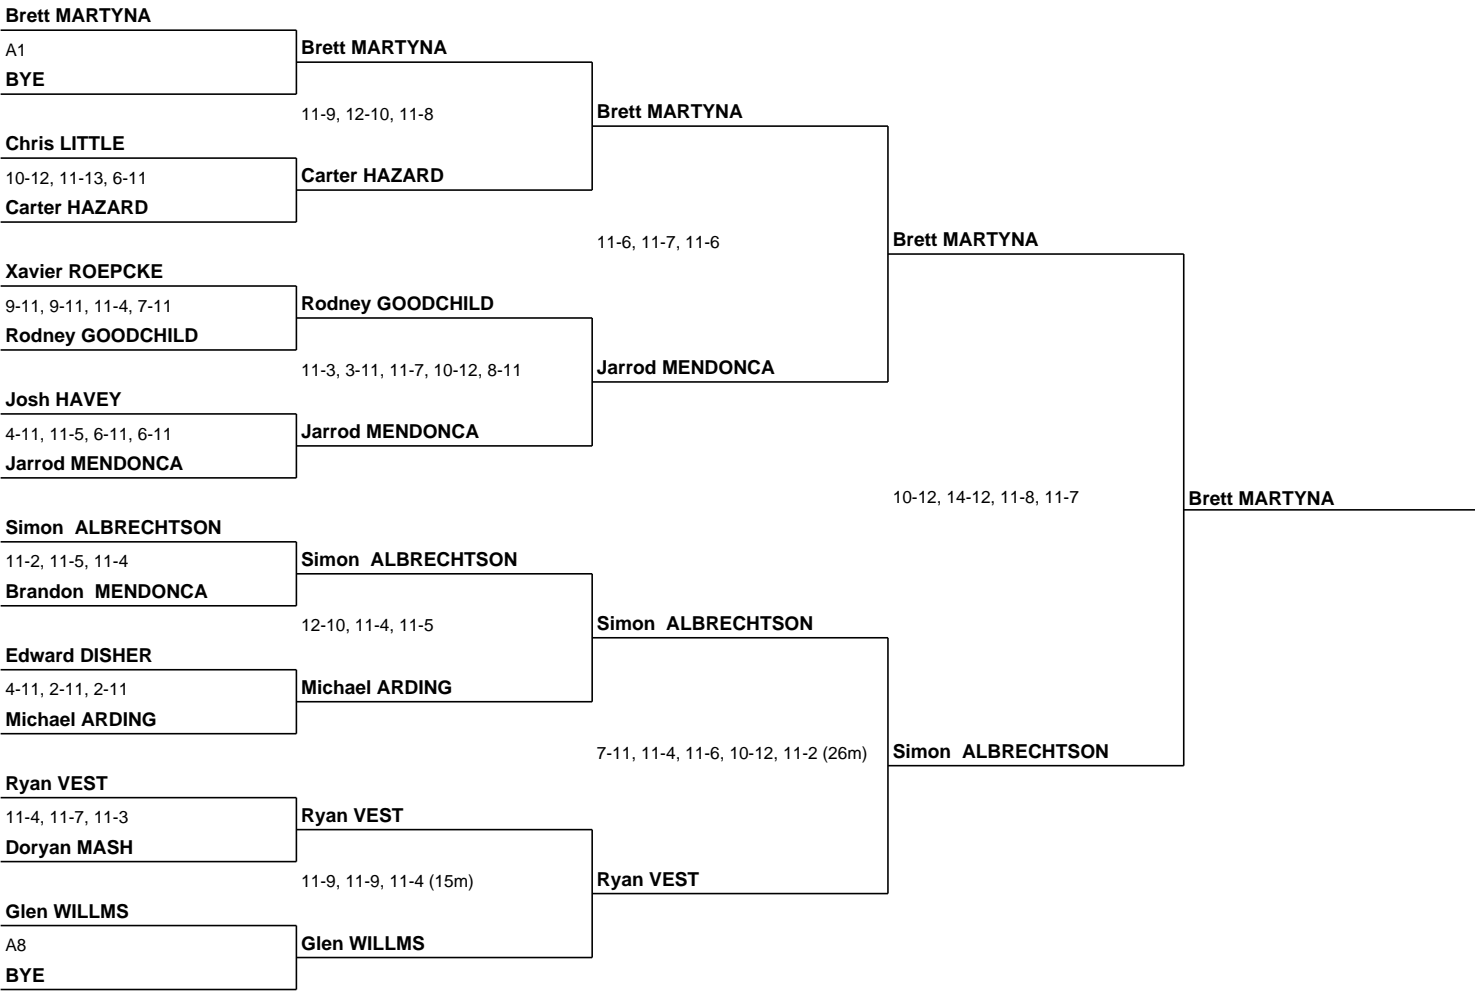 Brett MARTYNA
A1
BYE
Chris LITTLE
10-12, 11-13, 6-11
Carter HAZARD
Xavier ROEPCKE
9-11, 9-11, 11-4, 7-11
Rodney GOODCHILD
Josh HAVEY
4-11, 11-5, 6-11, 6-11
Jarrod MENDONCA
Simon ALBRECHTSON
11-2, 11-5, 11-4
Brandon MENDONCA
Edward DISHER
4-11, 2-11, 2-11
Michael ARDING
Ryan VEST
11-4, 11-7, 11-3
Doryan MASH
Glen WILLMS
A8
BYE
Brett MARTYNA
11-9, 12-10, 11-8
Carter HAZARD
Rodney GOODCHILD
11-3, 3-11, 11-7, 10-12, 8-11
Jarrod MENDONCA
Simon ALBRECHTSON
12-10, 11-4, 11-5
Michael ARDING
Ryan VEST
11-9, 11-9, 11-4 (15m)
Glen WILLMS
Brett MARTYNA
11-6, 11-7, 11-6
Jarrod MENDONCA
Simon ALBRECHTSON
7-11, 11-4, 11-6, 10-12, 11-2 (26m)
Ryan VEST
Brett MARTYNA
10-12, 14-12, 11-8, 11-7
Simon ALBRECHTSON
Brett MARTYNA